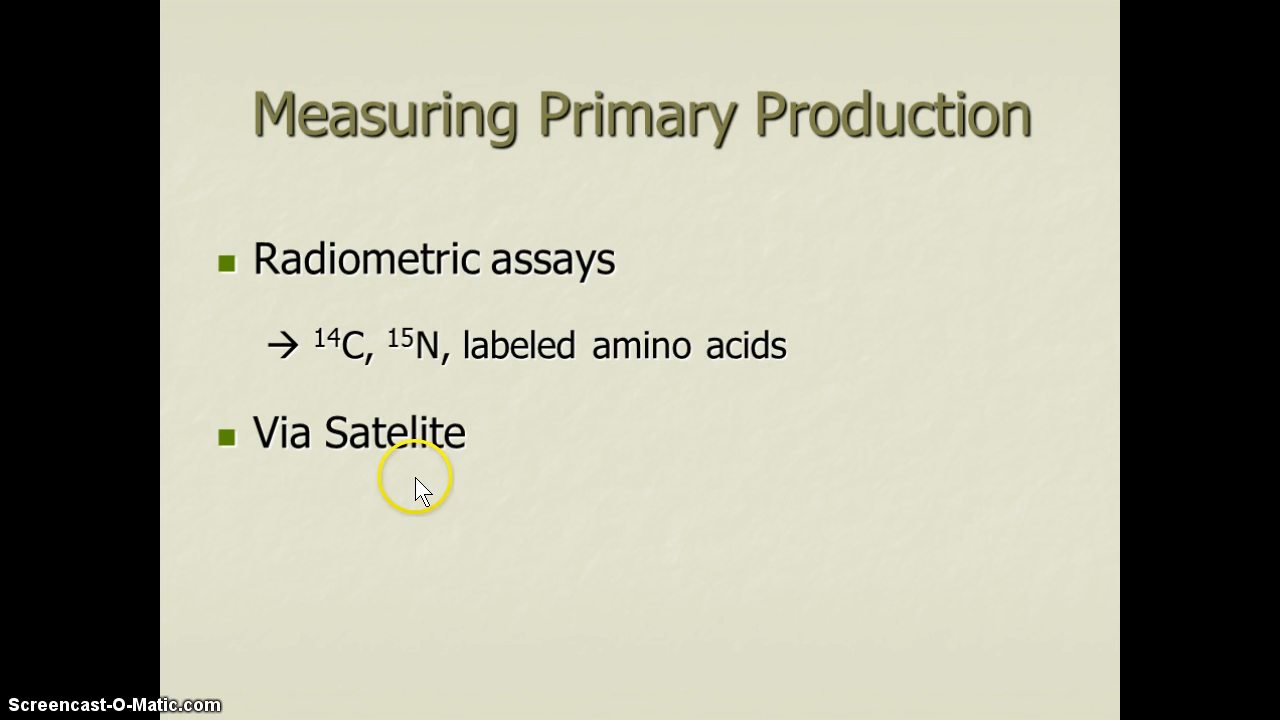 Measuring Primary Production
Radiometric assays
→ ¹⁴C, ¹⁵N, labeled amino acids
Via Satelite
Screencast-O-Matic.com